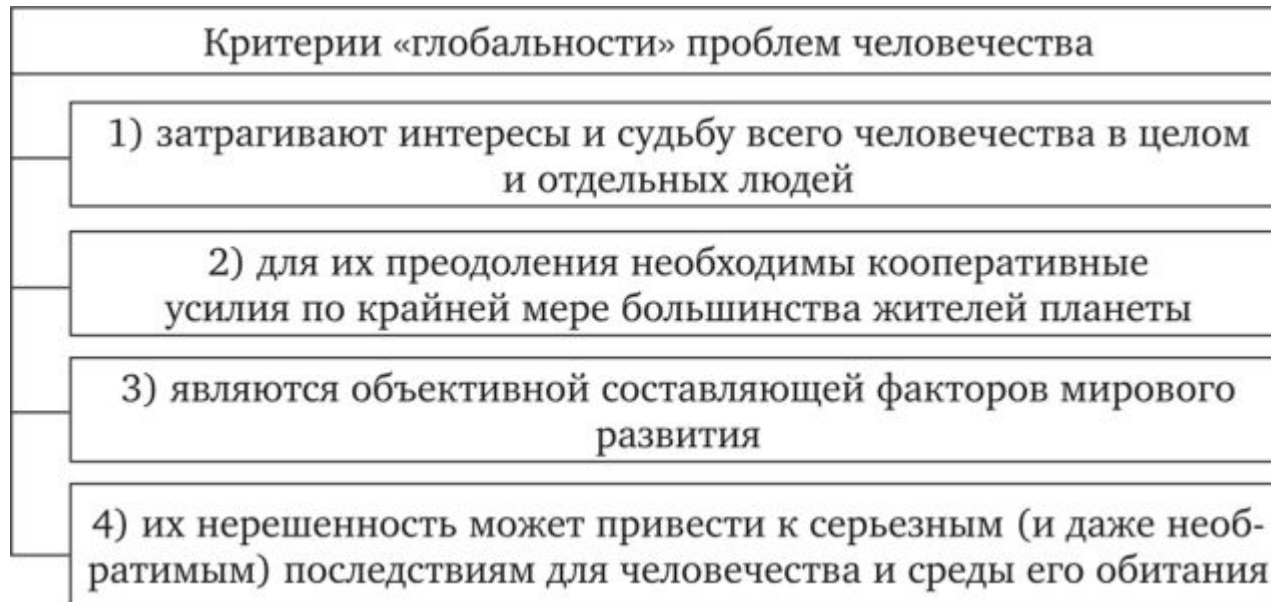 Критерии «глобальности» проблем человечества
1) затрагивают интересы и судьбу всего человечества в целом
и отдельных людей
2) для их преодоления необходимы кооперативные
усилия по крайней мере большинства жителей планеты
3) являются объективной составляющей факторов мирового
развития
4) их нерешенность может привести к серьезным (и даже необ-
ратимым) последствиям для человечества и среды его обитания